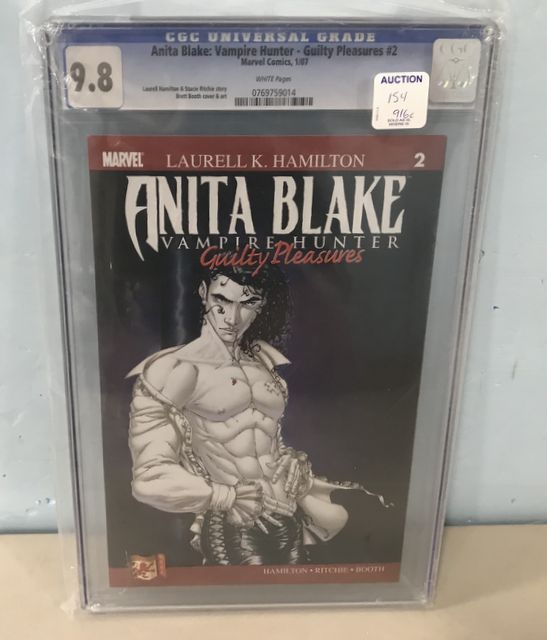 CGC UNIVERSAL GRADE
Anita Blake: Vampire Hunter - Guilty Pleasures #2
Marvel Comics, 1/07
9.8
WHITE Pages
Laurell Hamilton & Stacie Ritchie story
Brett Booth cover & art
0769759014
AUCTION
154
916c
MARVEL
LAURELL K. HAMILTON
2
ANITA BLAKE
VAMPIRE HUNTER
Guilty Pleasures
HAMILTON • RITCHIE • BOOTH